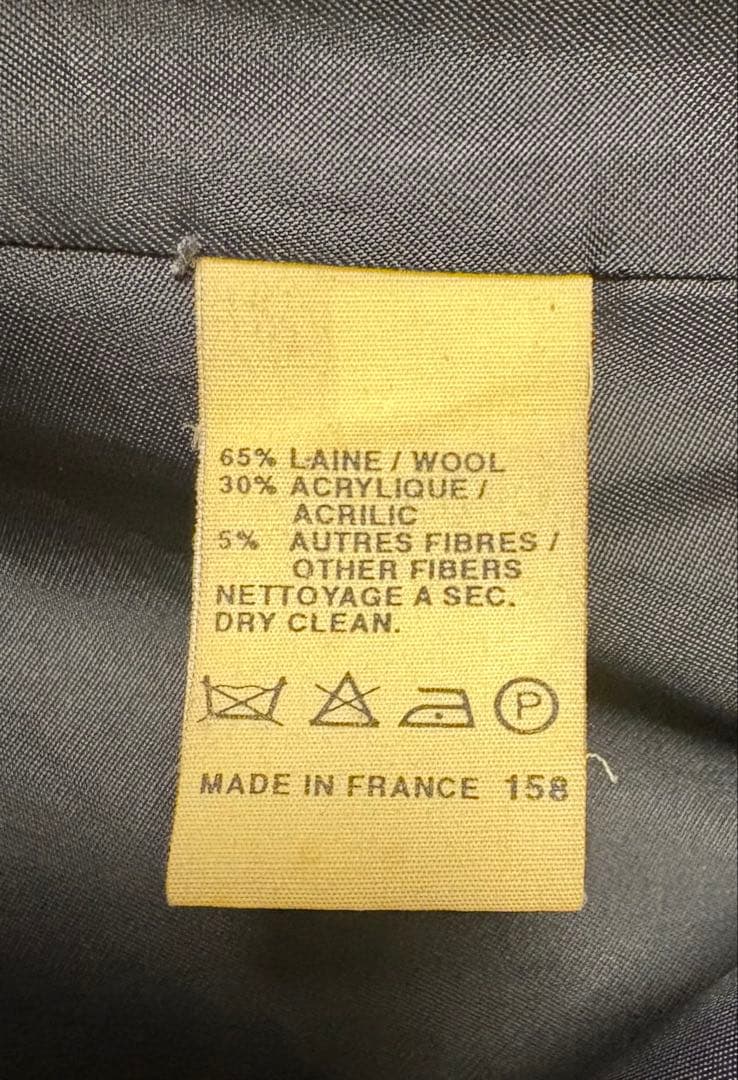 65% LAINE / WOOL
30% ACRYLIQUE /
ACRILIC
5% AUTRES FIBRES /
OTHER FIBERS
NETTOYAGE A SEC.
DRY CLEAN.
P
MADE IN FRANCE 158